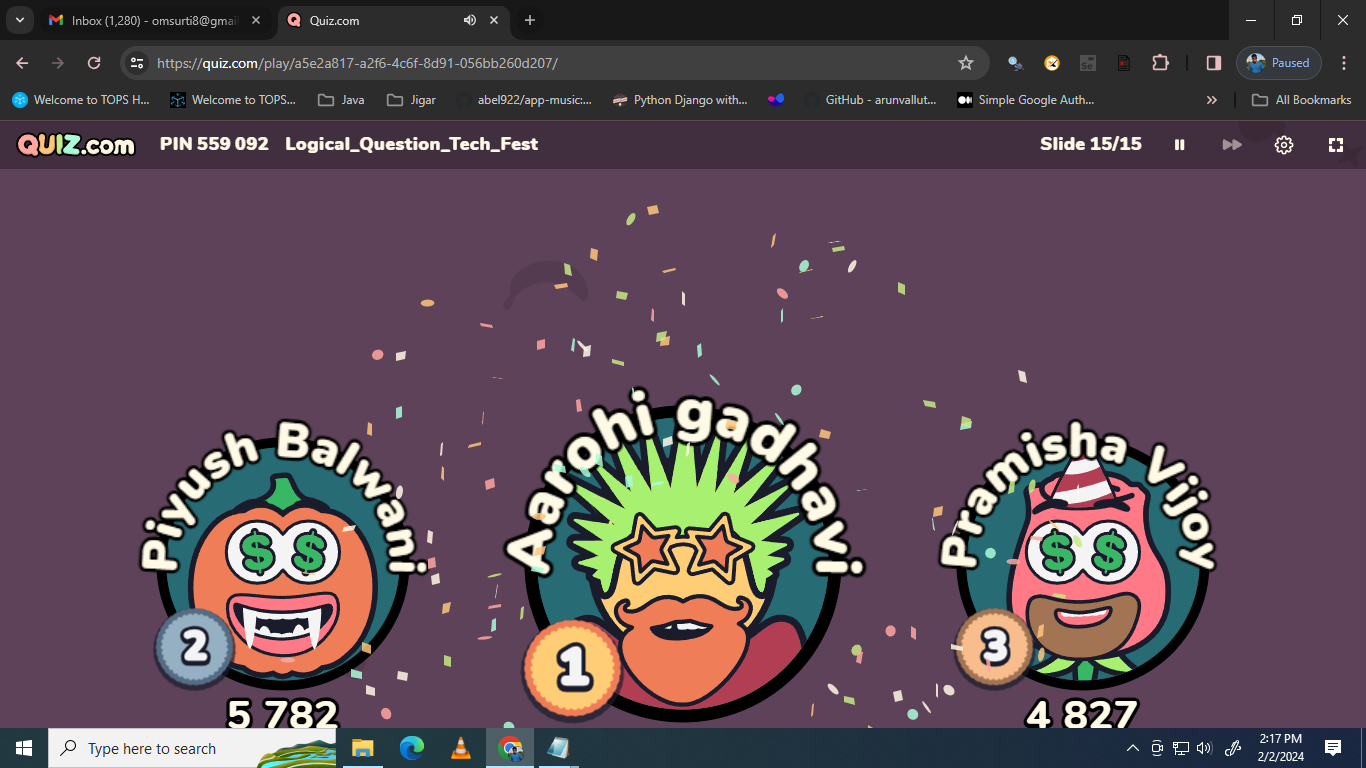 Inbox (1,280) - omsurti8@gmail
Quiz.com
https://quiz.com/play/a5e2a817-a2f6-4c6f-8d91-056bb260d207/
Paused
Welcome to TOPS H...
Welcome to TOPS...
Java
Jigar
abel922/app-music:...
Python Django with...
GitHub - arunvallut...
Simple Google Auth...
All Bookmarks
QUIZ.com
PIN 559 092
Logical_Question_Tech_Fest
Slide 15/15
Piyush Balwani
Aarohi gadhavi
Pramisha Vijoy
$ $
$ $
2
1
3
5 782
4 827
Type here to search
2:17 PM
2/2/2024